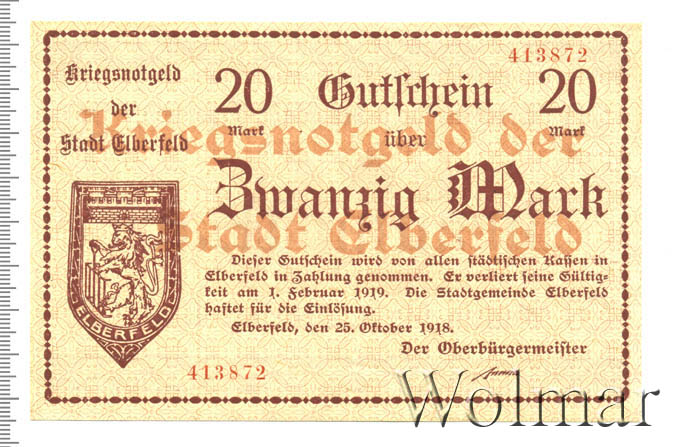 413872
Kriegsnotgeld
der
Stadt Elberfeld
20 Mark
Gutschein
über
20 Mark
Zwanzig Mark
Kriegsnotgeld der
Stadt Elberfeld
Dieser Gutschein wird von allen städtischen Kassen in
Elberfeld in Zahlung genommen. Er verliert seine Gültig-
keit am 1. Februar 1919. Die Stadtgemeinde Elberfeld
haftet für die Einlösung.
Elberfeld, den 25. Oktober 1918.
Der Oberbürgermeister
ELBERFELD
413872
Wolmar